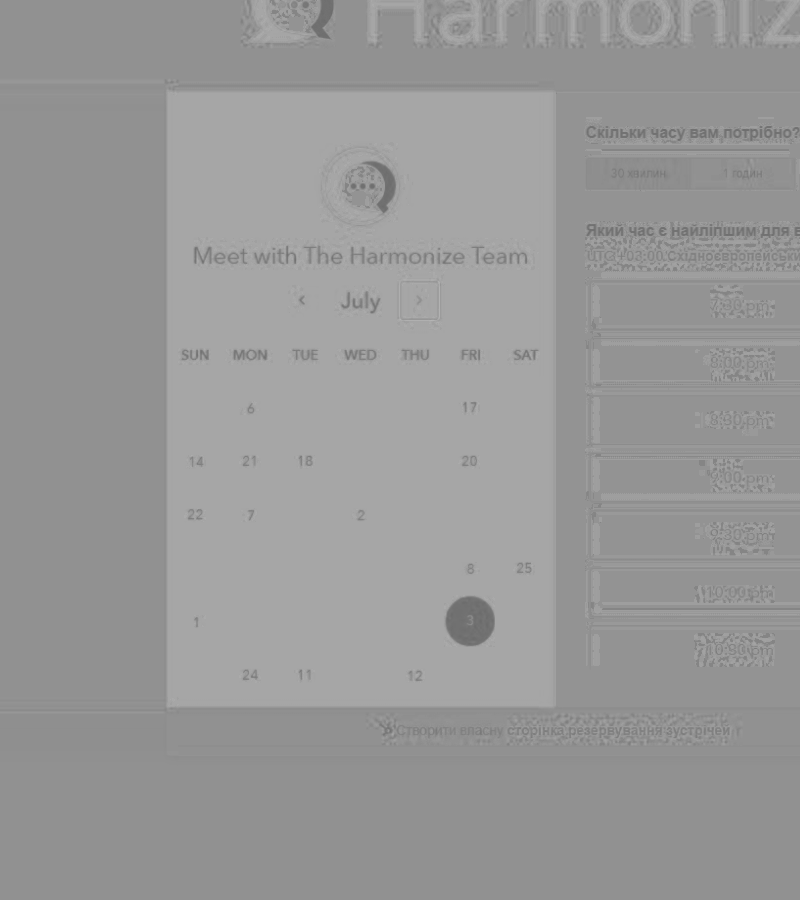 Harmoniz
Meet with The Harmonize Team
July
SUN MON TUE WED THU FRI SAT
6 17
14 21 18 20
22 7 2
8 25
1 3
24 11 12
Скільки часу вам потрібно?
30 хвилин 1 годин
Який час є найліпшим для в
UTC+03:00 Східноєвропейськи
7:30 pm
8:00 pm
8:30 pm
9:00 pm
9:30 pm
10:00 pm
10:30 pm
Створити власну сторінка резервування зустрічей